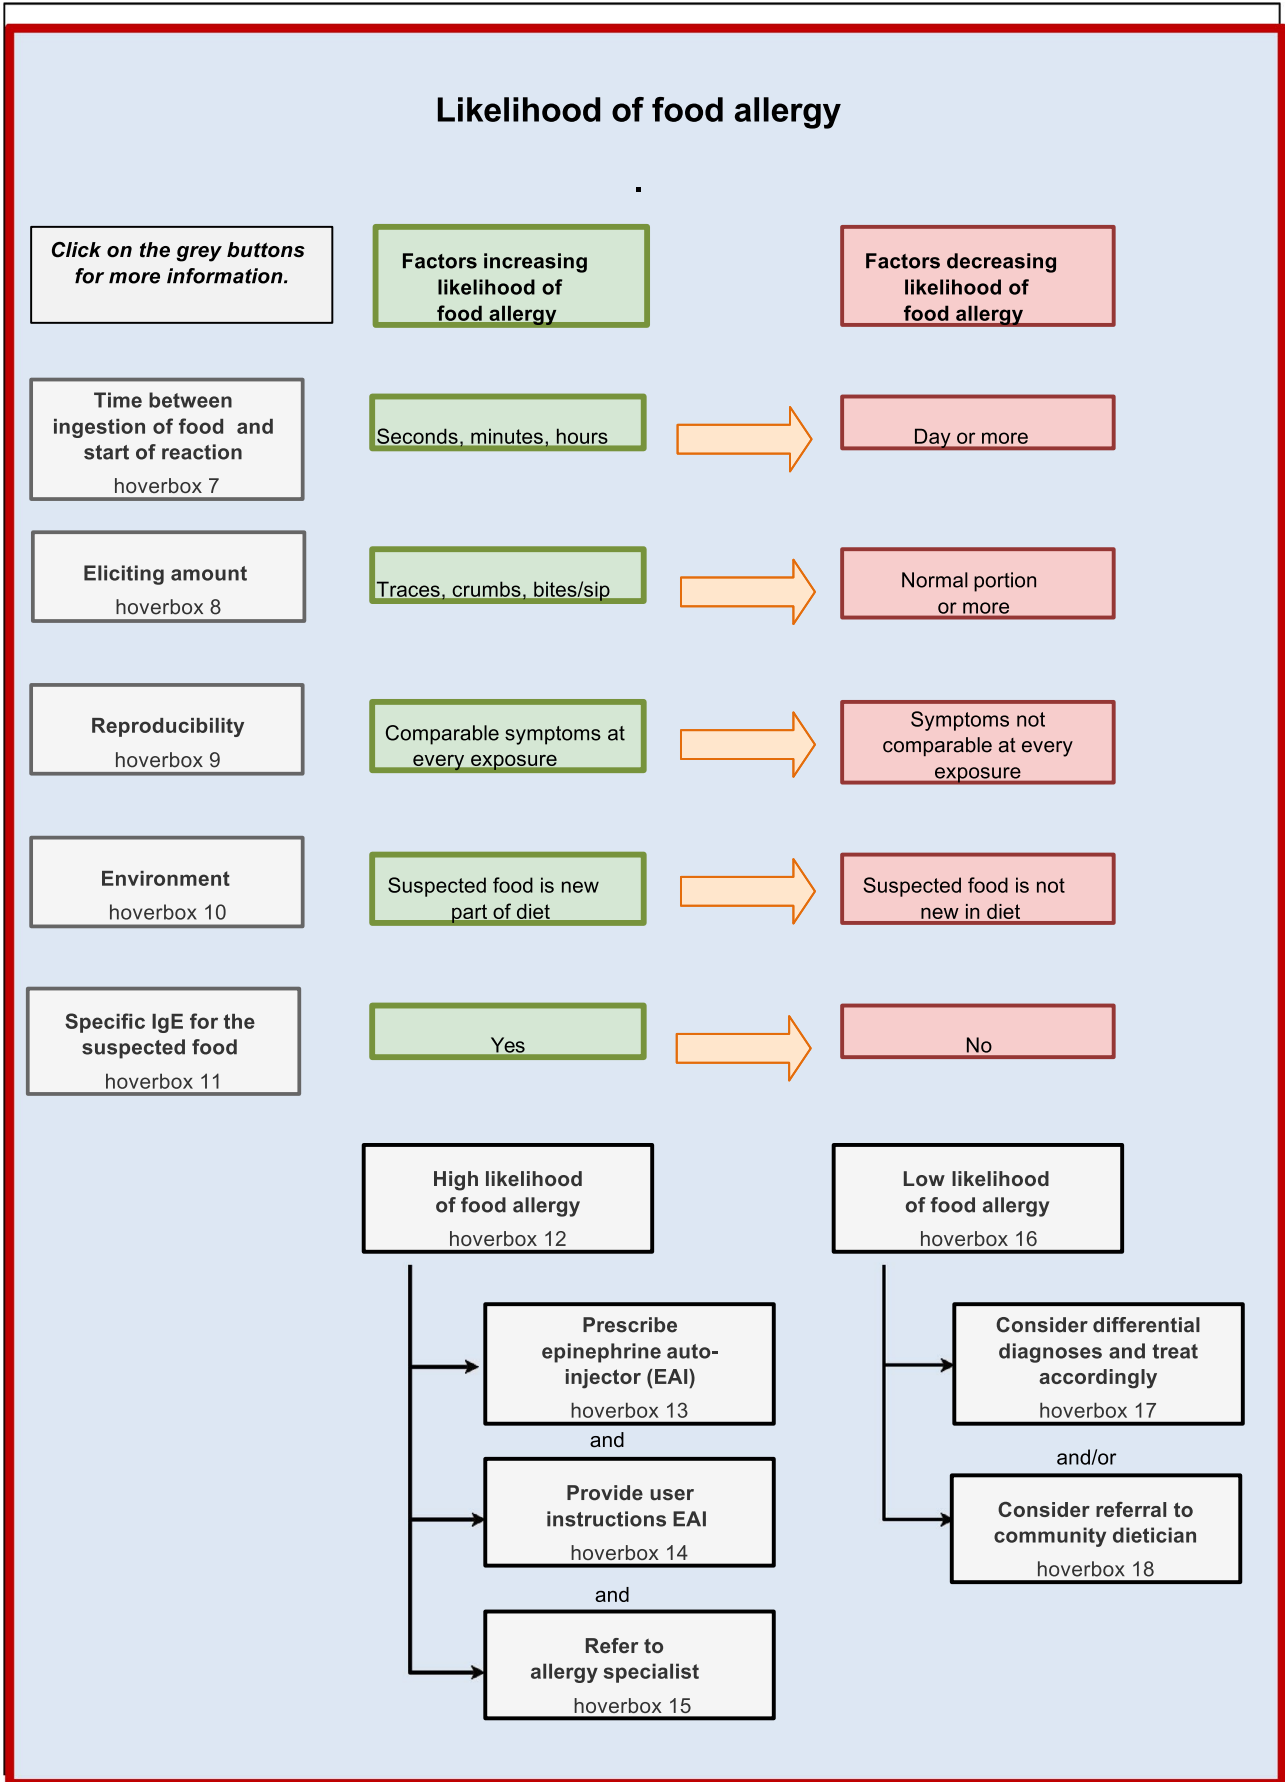 Likelihood of food allergy
.
Click on the grey buttons
for more information.
Factors increasing
likelihood of
food allergy
Factors decreasing
likelihood of
food allergy
Time between
ingestion of food and
start of reaction
hoverbox 7
Seconds, minutes, hours
Day or more
Eliciting amount
hoverbox 8
Traces, crumbs, bites/sip
Normal portion
or more
Reproducibility
hoverbox 9
Comparable symptoms at
every exposure
Symptoms not
comparable at every
exposure
Environment
hoverbox 10
Suspected food is new
part of diet
Suspected food is not
new in diet
Specific IgE for the
suspected food
hoverbox 11
Yes
No
High likelihood
of food allergy
hoverbox 12
Low likelihood
of food allergy
hoverbox 16
Prescribe
epinephrine auto-
injector (EAI)
hoverbox 13
and
Provide user
instructions EAI
hoverbox 14
and
Refer to
allergy specialist
hoverbox 15
Consider differential
diagnoses and treat
accordingly
hoverbox 17
and/or
Consider referral to
community dietician
hoverbox 18